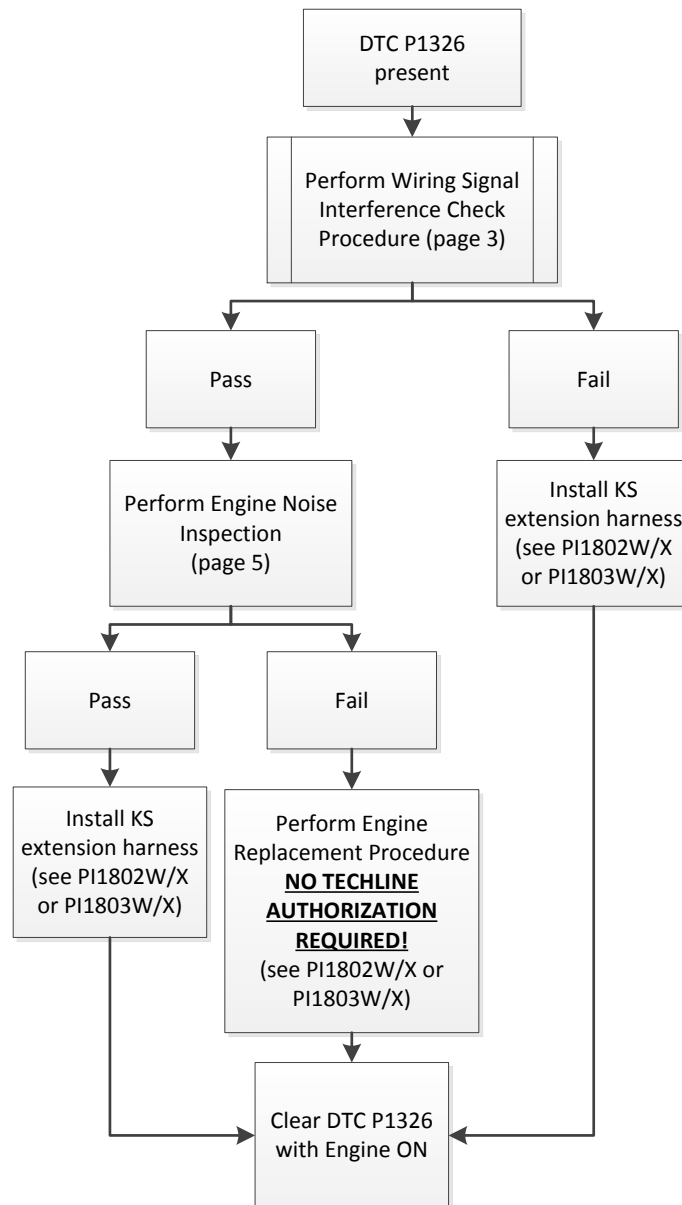 DTC P1326
present
Perform Wiring Signal
Interference Check
Procedure (page 3)
Pass
Fail
Perform Engine Noise
Inspection
(page 5)
Install KS
extension harness
(see PI1802W/X
or PI1803W/X)
Pass
Fail
Install KS
extension harness
(see PI1802W/X
or PI1803W/X)
Perform Engine
Replacement Procedure
NO TECHLINE
AUTHORIZATION
REQUIRED!
(see PI1802W/X or
PI1803W/X)
Clear DTC P1326
with Engine ON